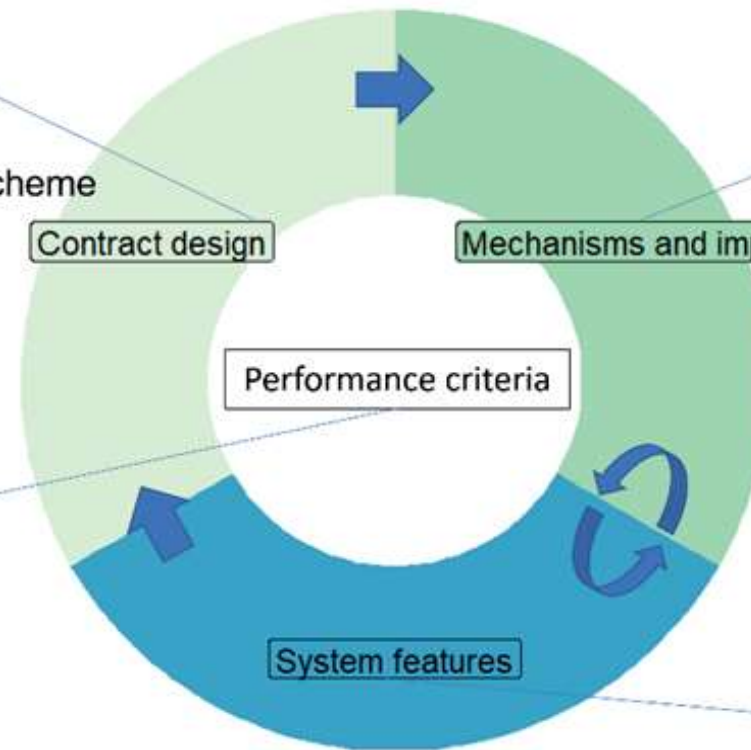 cheme
Contract design
Mechanisms and im
Performance criteria
System features